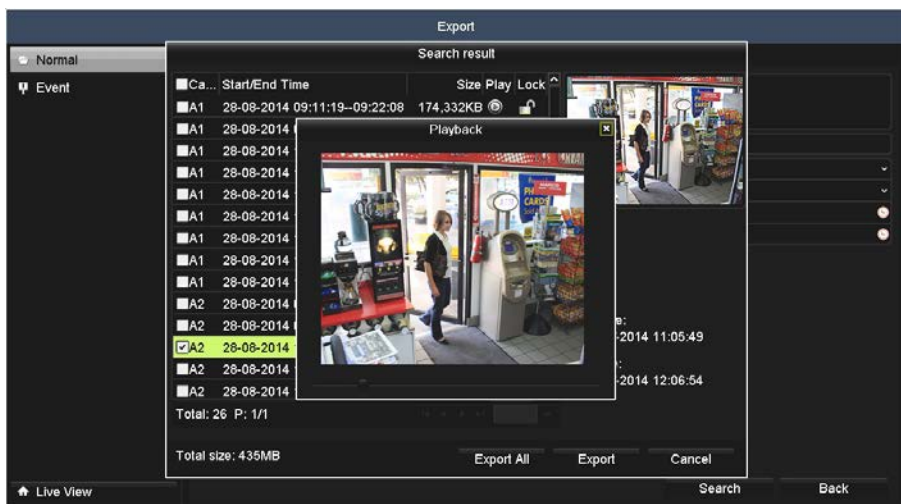 Export
Normal
Event
Search result
Ca... Start/End Time Size Play Lock
A1 28-08-2014 09:11:19--09:22:08 174,332KB
A1 28-08-2014
A1 28-08-2014
A1 28-08-2014
A1 28-08-2014
A1 28-08-2014
A1 28-08-2014
A1 28-08-2014
A1 28-08-2014
A2 28-08-2014
A2 28-08-2014
A2 28-08-2014
A2 28-08-2014
A2 28-08-2014
Playback
PH
CARDS
-2014 11:05:49
-2014 12:06:54
Total: 26 P: 1/1
Total size: 435MB
Export All
Export
Cancel
Live View
Search
Back